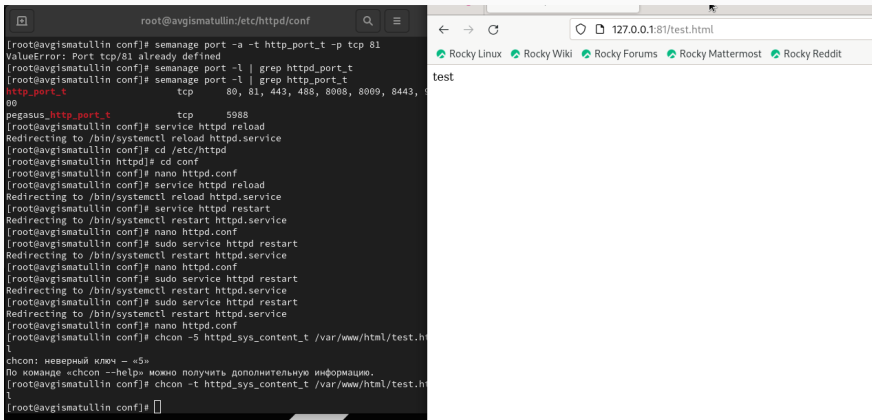 root@avgismatullin:/etc/httpd/conf
[root@avgismatullin conf]# semanage port -a -t http_port_t -p tcp 81
ValueError: Port tcp/81 already defined
[root@avgismatullin conf]# semanage port -l | grep httpd_port_t
[root@avgismatullin conf]# semanage port -l | grep http_port_t
http_port_t tcp 80, 81, 443, 488, 8008, 8009, 8443, 9
00
pegasus_http_port_t tcp 5988
[root@avgismatullin conf]# service httpd reload
Redirecting to /bin/systemctl reload httpd.service
[root@avgismatullin conf]# cd /etc/httpd
[root@avgismatullin httpd]# cd conf
[root@avgismatullin conf]# nano httpd.conf
[root@avgismatullin conf]# service httpd reload
Redirecting to /bin/systemctl reload httpd.service
[root@avgismatullin conf]# service httpd restart
Redirecting to /bin/systemctl restart httpd.service
[root@avgismatullin conf]# nano httpd.conf
[root@avgismatullin conf]# sudo service httpd restart
Redirecting to /bin/systemctl restart httpd.service
[root@avgismatullin conf]# nano httpd.conf
[root@avgismatullin conf]# sudo service httpd restart
Redirecting to /bin/systemctl restart httpd.service
[root@avgismatullin conf]# sudo service httpd restart
Redirecting to /bin/systemctl restart httpd.service
[root@avgismatullin conf]# nano httpd.conf
[root@avgismatullin conf]# chcon -5 httpd_sys_content_t /var/www/html/test.ht
l
chcon: неверный ключ — «5»
По команде «chcon --help» можно получить дополнительную информацию.
[root@avgismatullin conf]# chcon -t httpd_sys_content_t /var/www/html/test.ht
l
[root@avgismatullin conf]#
127.0.0.1:81/test.html
Rocky Linux Rocky Wiki Rocky Forums Rocky Mattermost Rocky Reddit
test